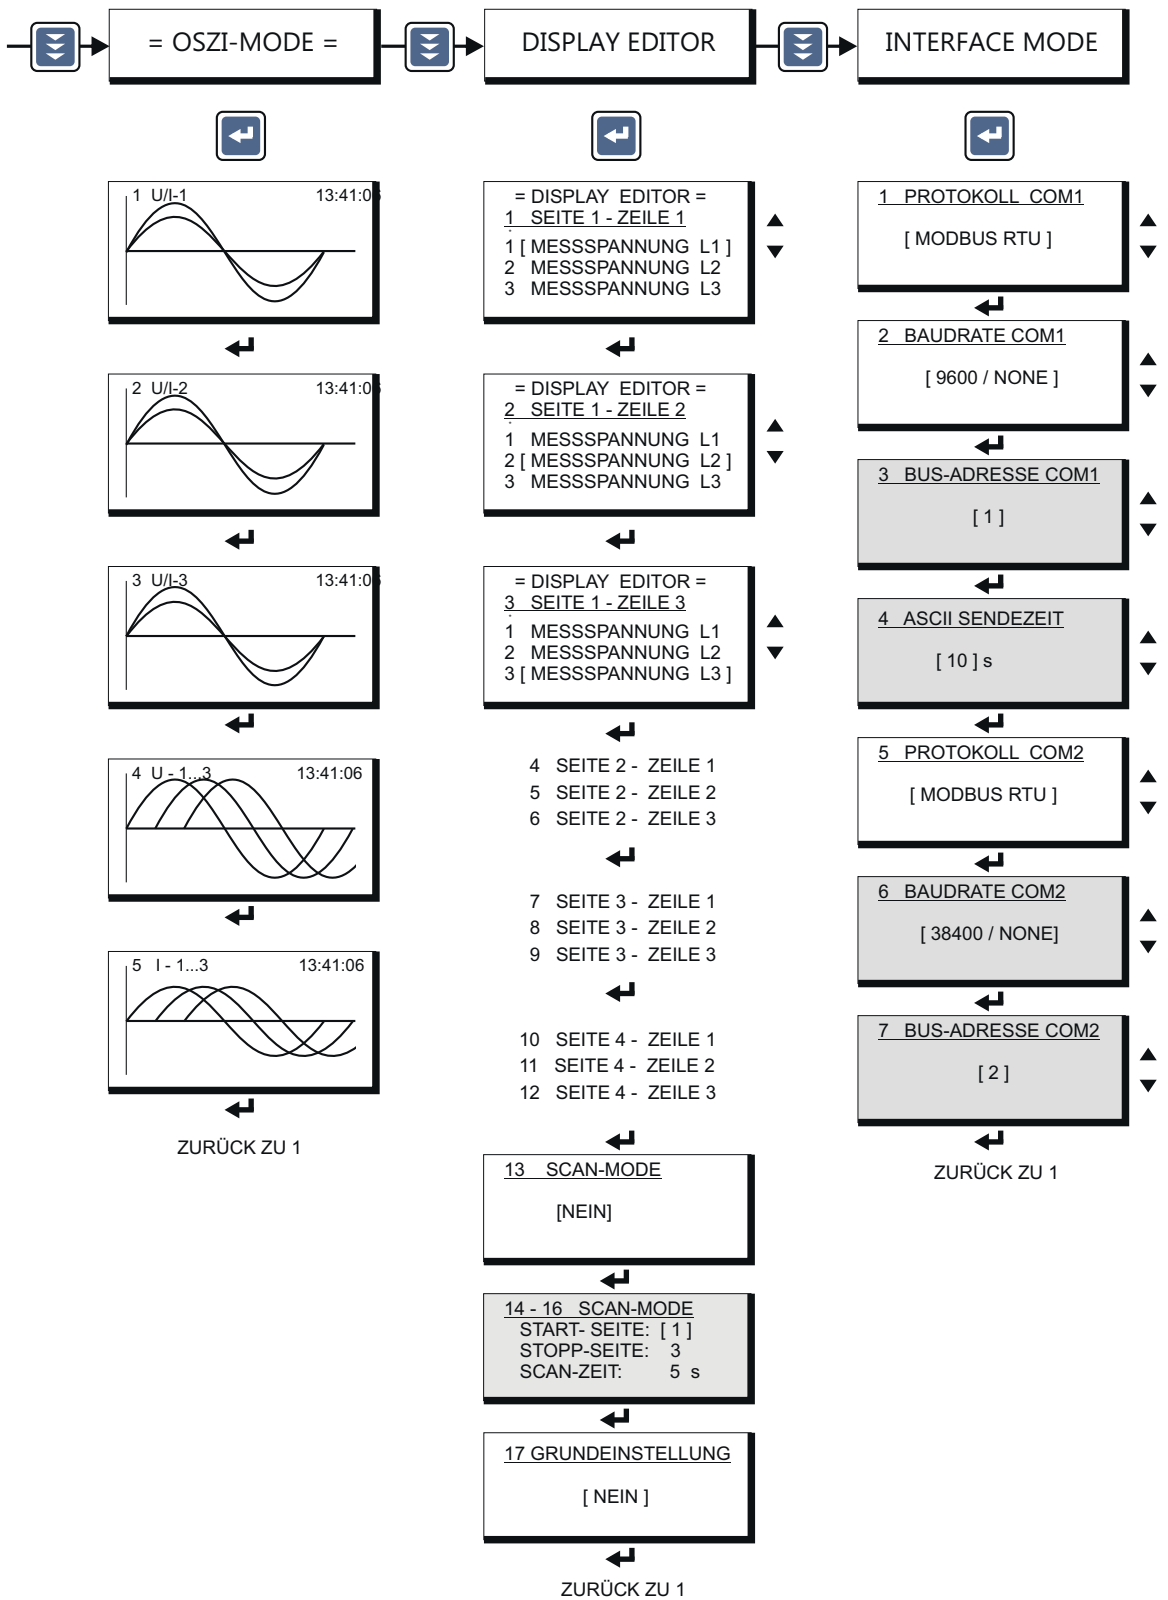 = OSZI-MODE =
DISPLAY EDITOR
INTERFACE MODE
1 U/I-1 13:41:06
2 U/I-2 13:41:06
3 U/I-3 13:41:06
4 U - 1...3 13:41:06
5 I - 1...3 13:41:06
ZURÜCK ZU 1
= DISPLAY EDITOR =
1 SEITE 1 - ZEILE 1
1 [ MESSSPANNUNG L1 ]
2 MESSSPANNUNG L2
3 MESSSPANNUNG L3
= DISPLAY EDITOR =
2 SEITE 1 - ZEILE 2
1 MESSSPANNUNG L1
2 [ MESSSPANNUNG L2 ]
3 MESSSPANNUNG L3
= DISPLAY EDITOR =
3 SEITE 1 - ZEILE 3
1 MESSSPANNUNG L1
2 MESSSPANNUNG L2
3 [ MESSSPANNUNG L3 ]
4 SEITE 2 - ZEILE 1
5 SEITE 2 - ZEILE 2
6 SEITE 2 - ZEILE 3
7 SEITE 3 - ZEILE 1
8 SEITE 3 - ZEILE 2
9 SEITE 3 - ZEILE 3
10 SEITE 4 - ZEILE 1
11 SEITE 4 - ZEILE 2
12 SEITE 4 - ZEILE 3
13 SCAN-MODE
[NEIN]
14 - 16 SCAN-MODE
START- SEITE: [ 1 ]
STOPP-SEITE: 3
SCAN-ZEIT: 5 s
17 GRUNDEINSTELLUNG
[ NEIN ]
ZURÜCK ZU 1
1 PROTOKOLL COM1
[ MODBUS RTU ]
2 BAUDRATE COM1
[ 9600 / NONE ]
3 BUS-ADRESSE COM1
[ 1 ]
4 ASCII SENDEZEIT
[ 10 ] s
5 PROTOKOLL COM2
[ MODBUS RTU ]
6 BAUDRATE COM2
[ 38400 / NONE]
7 BUS-ADRESSE COM2
[ 2 ]
ZURÜCK ZU 1